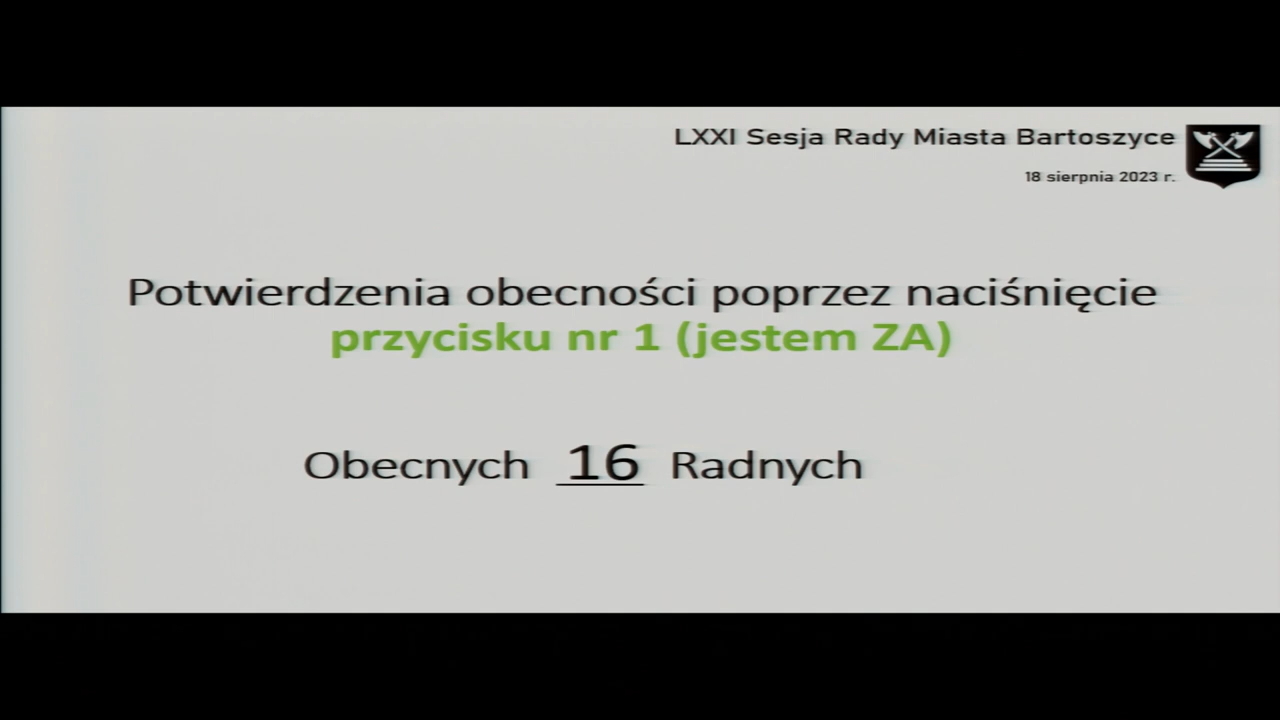 LXXI Sesja Rady Miasta Bartoszyce
18 sierpnia 2023 r.
Potwierdzenia obecności poprzez naciśnięcie
przycisku nr 1 (jestem ZA)
Obecnych 16 Radnych